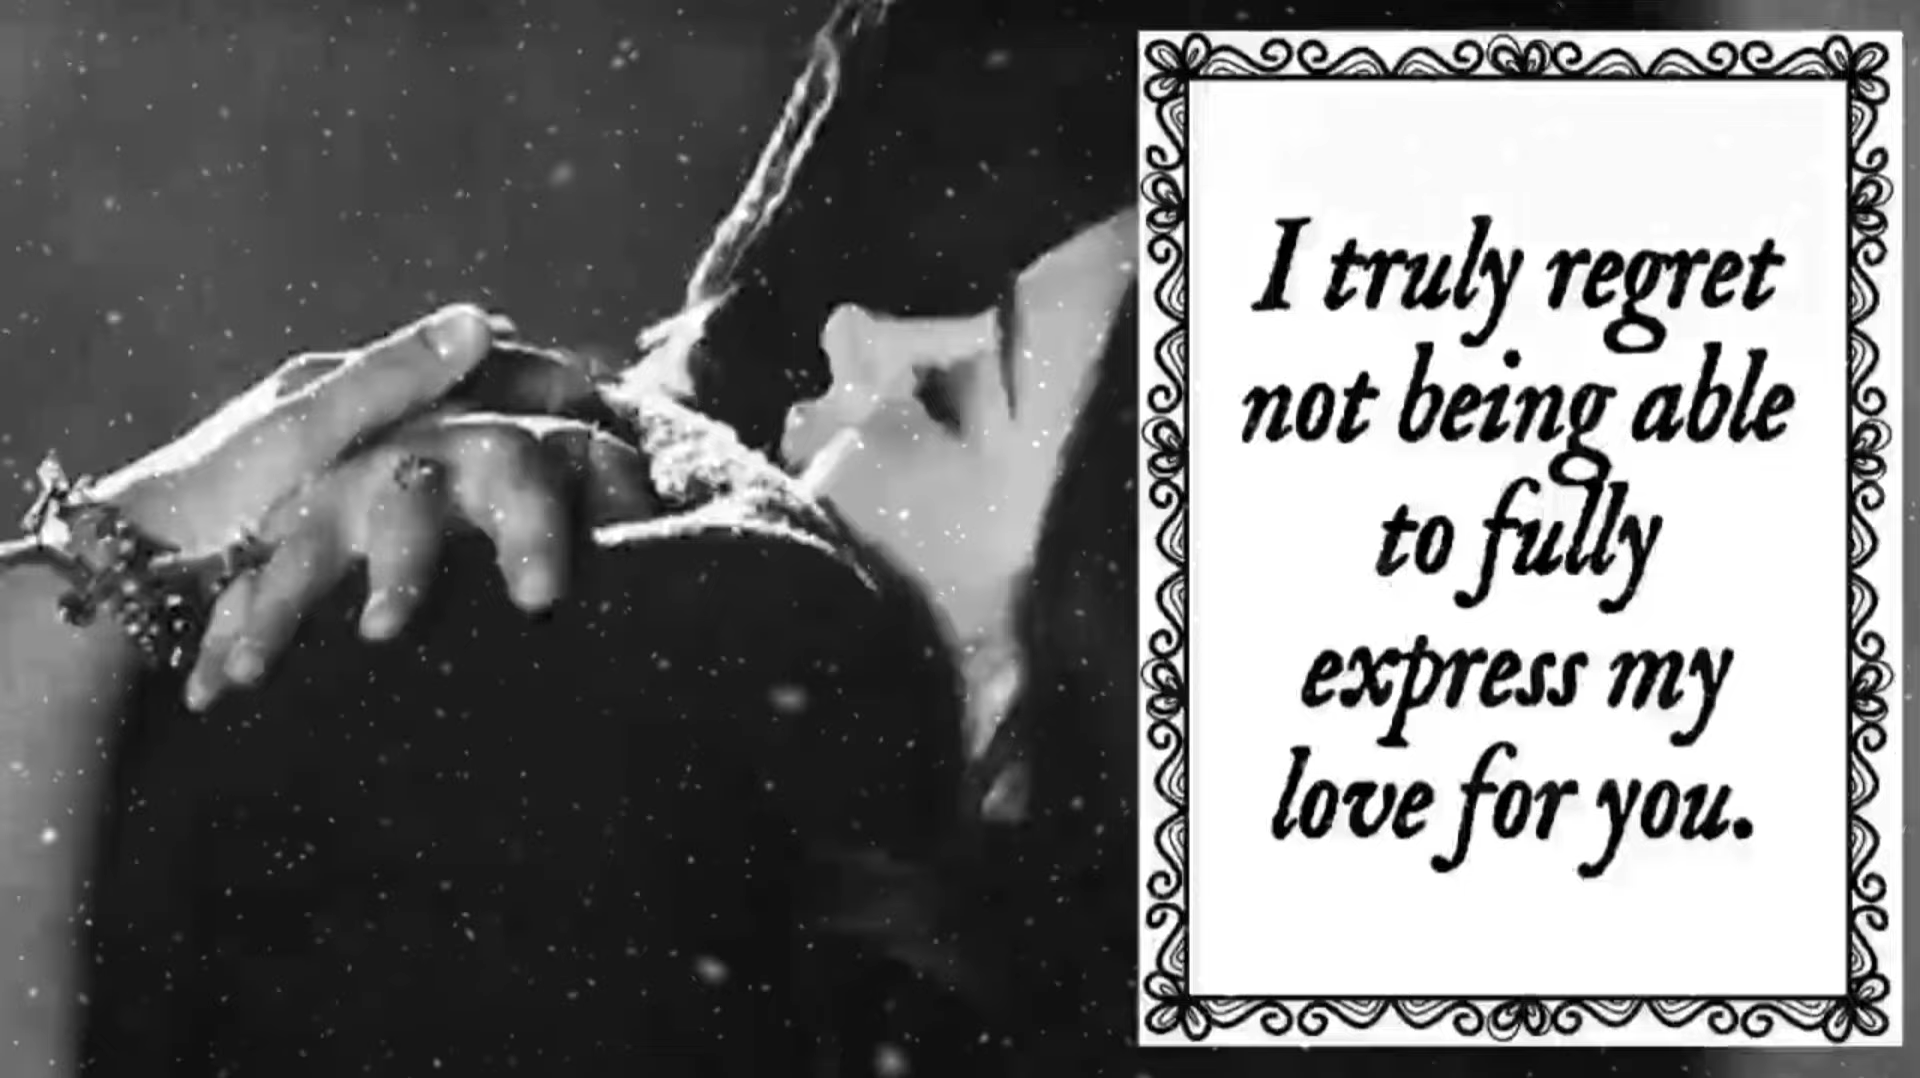 I truly regret
not being able
to fully
express my
love for you.